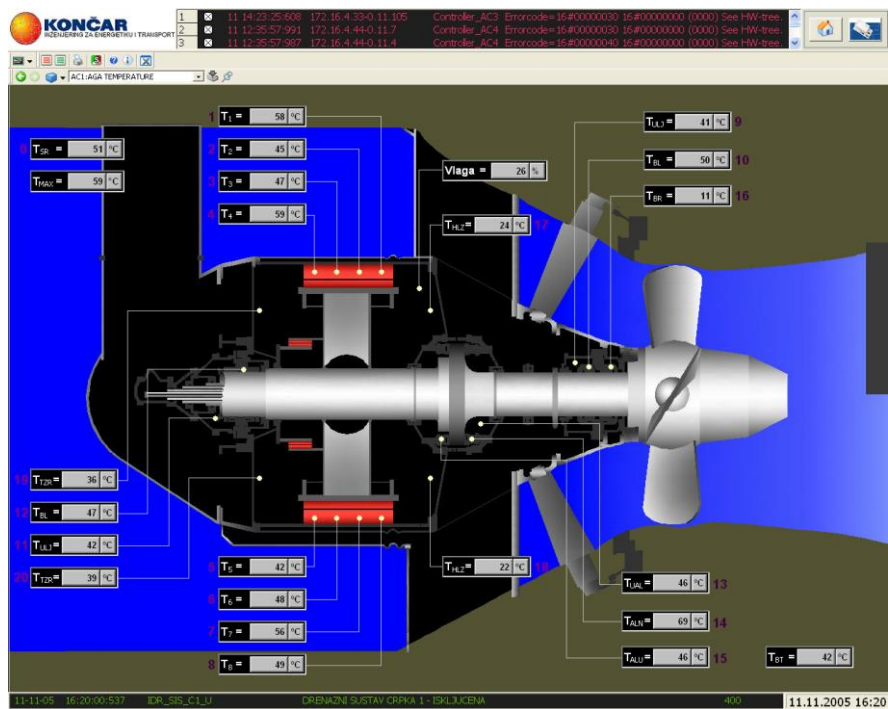 KONČAR
INŽENJERING ZA ENERGETIKU I TRANSPORT
1 11 14:23:25:608 172.16.4.33-0.11.105 Controller_AC3 Errorcode=16#00000030 16#00000000 (0000) See HW-tree.
2 11 12:35:57:991 172.16.4.44-0.11.7 Controller_AC4 Errorcode=16#00000030 16#00000000 (0000) See HW-tree.
3 11 12:35:57:987 172.16.4.44-0.11.4 Controller_AC4 Errorcode=16#00000040 16#00000000 (0000) See HW-tree.
AC1:AGA TEMPERATURE
1 T1= 58 °C
TULJ= 41 °C 9
TSR= 51 °C
2 T2= 45 °C
TBL= 50 °C 10
Vlaga = 26 %
TMAX= 59 °C
3 T3= 47 °C
TBR= 11 °C 16
4 T4= 59 °C
THLZ= 24 °C 17
19 TTZR= 36 °C
12 TBL= 47 °C
11 TULJ= 42 °C
5 T5= 42 °C
THLZ= 22 °C 18
20 TTZR= 39 °C
TUAL= 46 °C 13
6 T6= 48 °C
TALN= 69 °C 14
7 T7= 56 °C
8 T8= 49 °C
TALU= 46 °C 15
TBT= 42 °C
11-11-05 16:20:00:537 IDR_SIS_C1_U DRENAZNI SUSTAV CRPKA 1 - ISKLJUCENA 400 11.11.2005 16:20